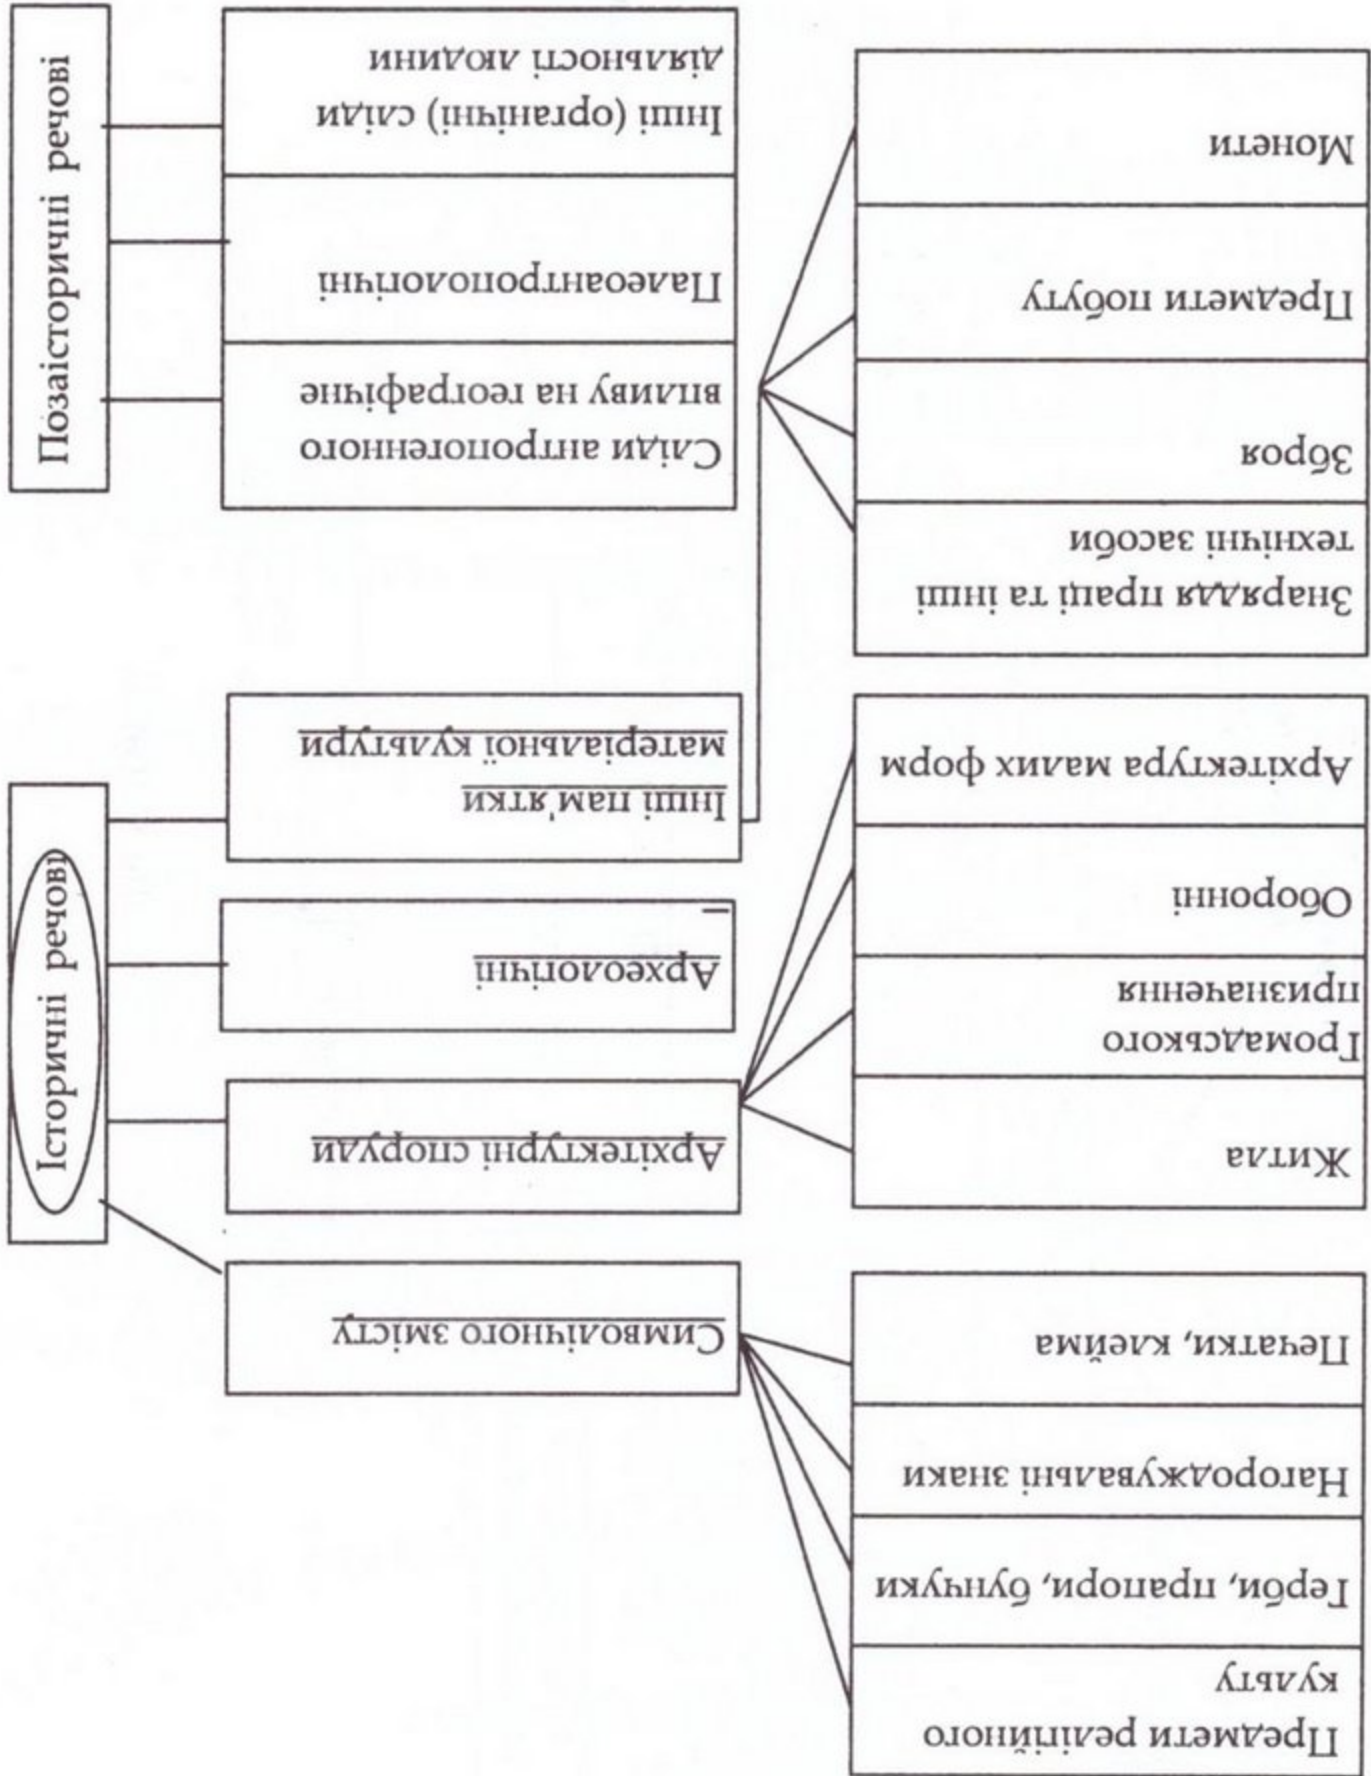 Предмети релігійного
культу
Герби, прапори, бунчуки
Нагороджувальні знаки
Печатки, клейма
Символічного змісту
Житла
Громадського
призначення
Оборонні
Архітектура малих форм
Архітектурні споруди
Археологічні
Інші пам'ятки
матеріальної культури
Історичні речові
Знаряддя праці та інші
технічні засоби
Зброя
Предмети побуту
Монети
Сліди антропогенного
впливу на географічне
Палеоантропологічні
Інші (органічні) сліди
діяльності людини
Позаісторичні речові